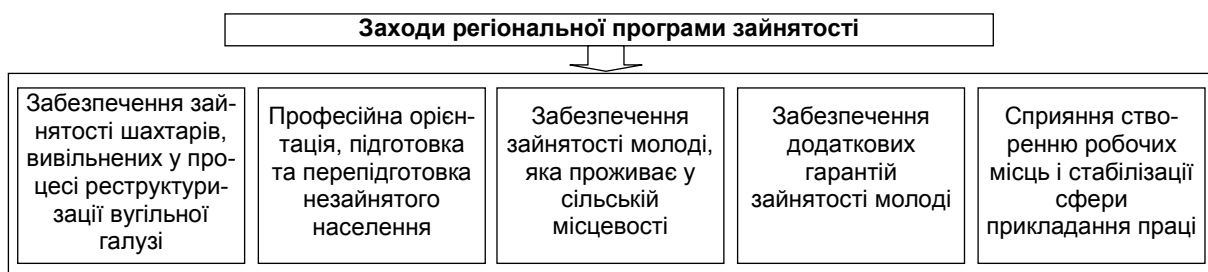 Заходи регіональної програми зайнятості
Забезпечення зай-
нятості шахтарів,
вивільнених у про-
цесі реструктури-
зації вугільної
галузі
Професійна орієн-
тація, підготовка
та перепідготовка
незайнятого
населення
Забезпечення
зайнятості молоді,
яка проживає у
сільській
місцевості
Забезпечення
додаткових
гарантій
зайнятості молоді
Сприяння ство-
ренню робочих
місць і стабілізації
сфери
прикладання праці